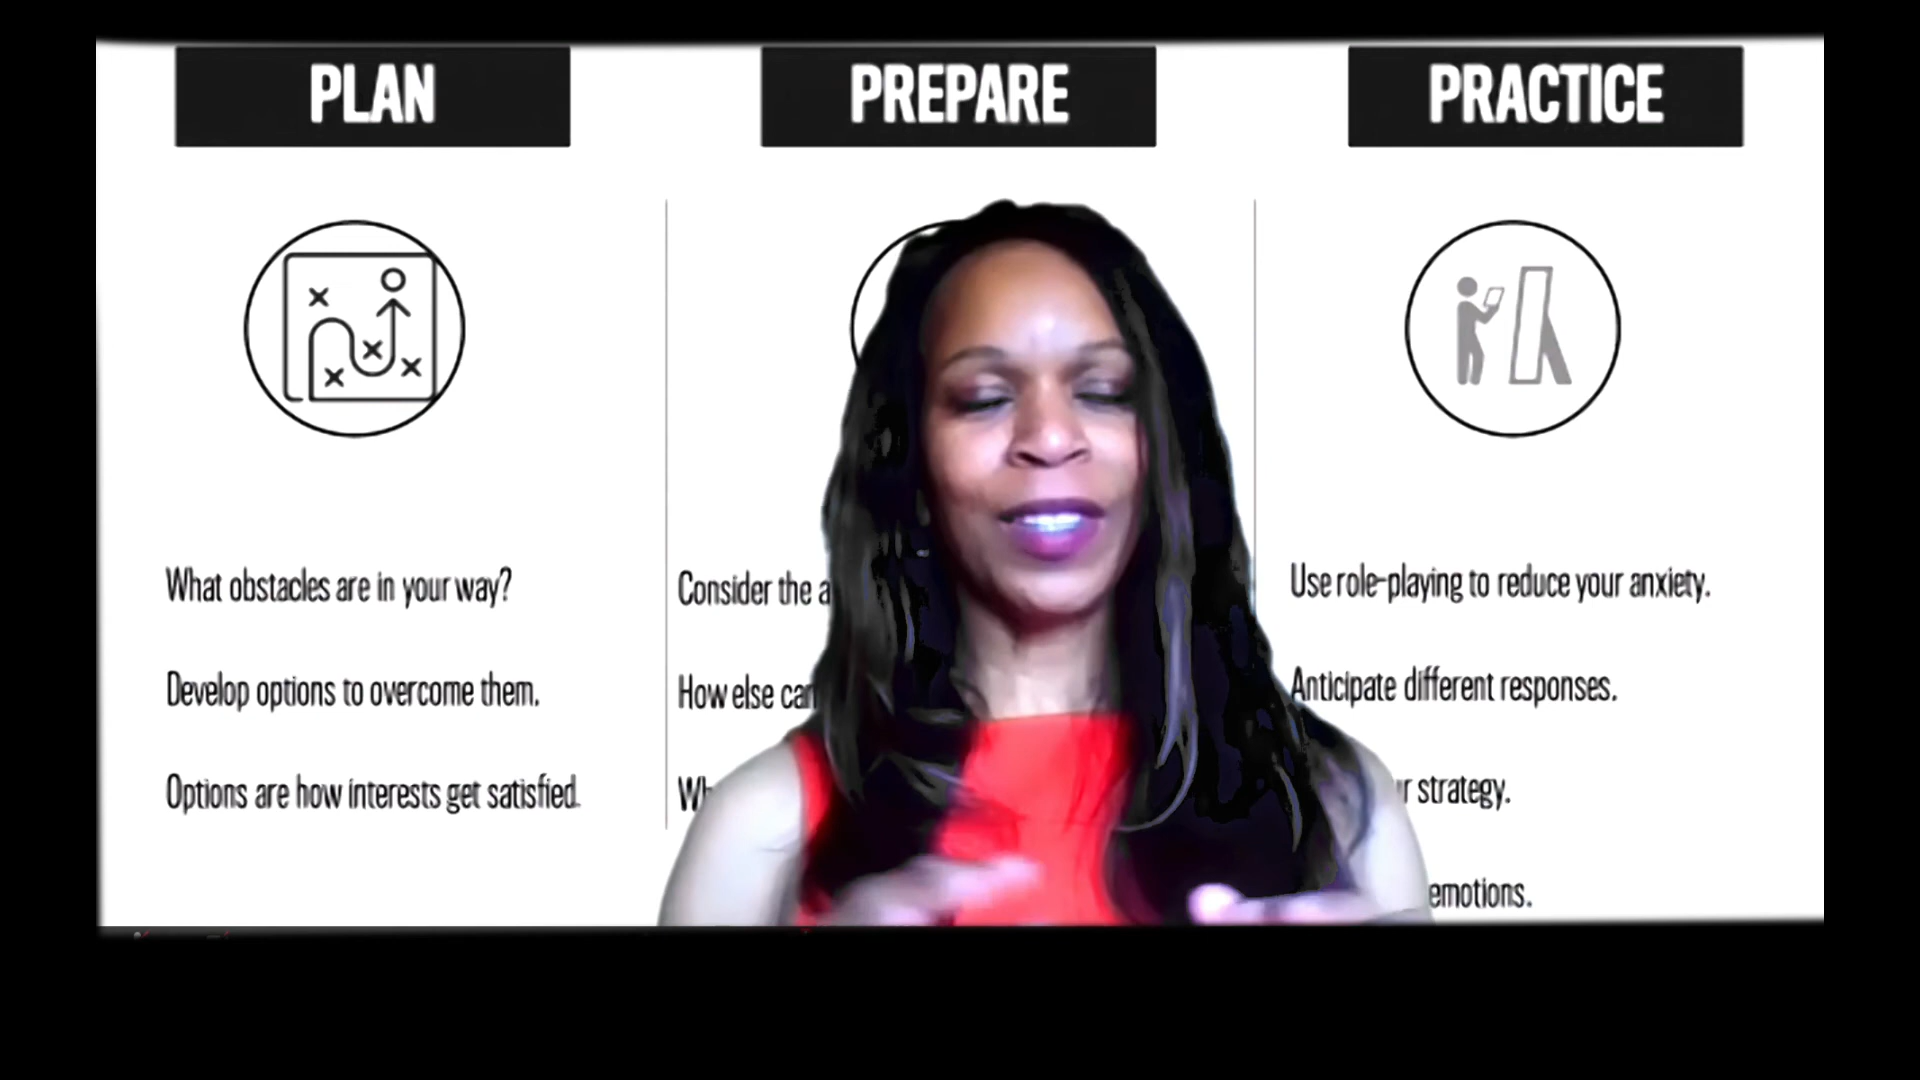 PLAN
PREPARE
PRACTICE
What obstacles are in your way?
Develop options to overcome them.
Options are how interests get satisfied.
Consider the
How else can
Use role-playing to reduce your anxiety.
Anticipate different responses.
strategy.
emotions.